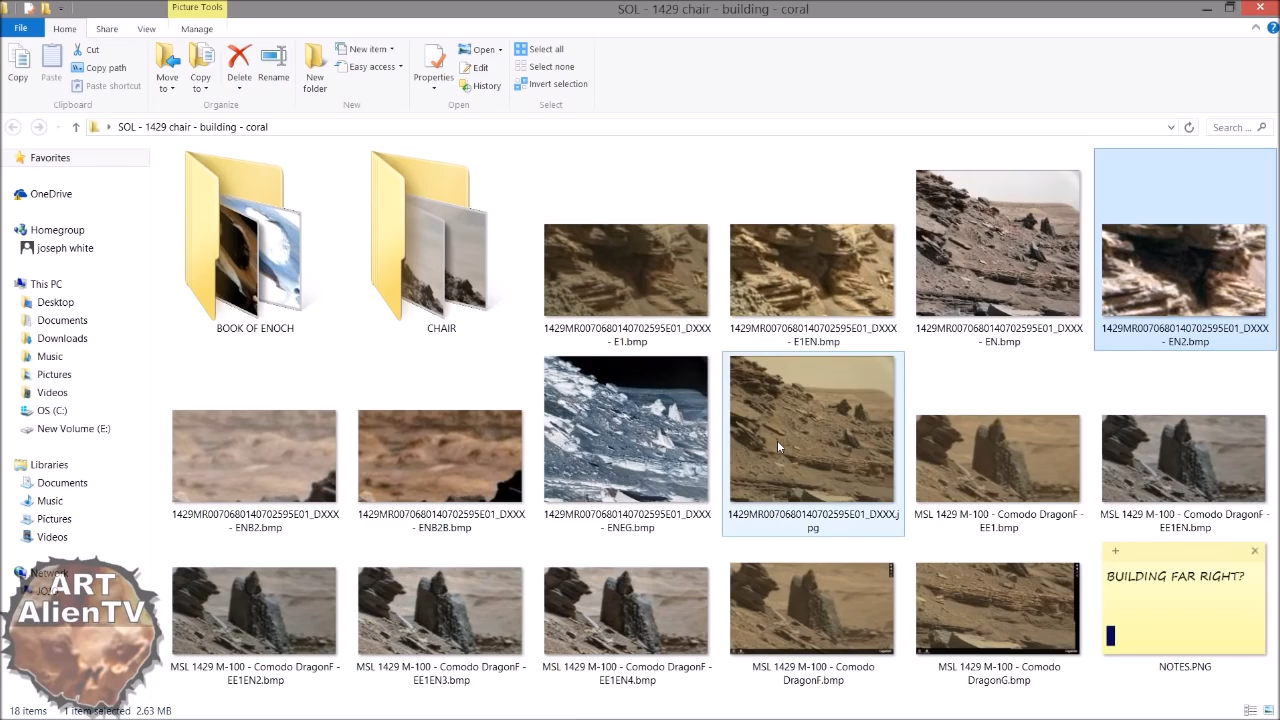 Picture Tools
SOL - 1429 chair - building - coral
File
Home
Share
View
Manage
Copy
Paste
Cut
Copy path
Paste shortcut
Move to
Copy to
Delete
Rename
New folder
New item
Easy access
Properties
Open
Edit
History
Select all
Select none
Invert selection
Clipboard
Organize
New
Open
Select
SOL - 1429 chair - building - coral
Search ...
Favorites
OneDrive
Homegroup
joseph white
This PC
Desktop
Documents
Downloads
Music
Pictures
Videos
OS (C:)
New Volume (E:)
Libraries
Documents
Music
Pictures
Videos
Network
BOOK OF ENOCH
CHAIR
1429MR0070680140702595E01_DXXX
- E1.bmp
1429MR0070680140702595E01_DXXX
- E1EN.bmp
1429MR0070680140702595E01_DXXX
- EN.bmp
1429MR0070680140702595E01_DXXX
- EN2.bmp
1429MR0070680140702595E01_DXXX
- ENB2.bmp
1429MR0070680140702595E01_DXXX
- ENB2B.bmp
1429MR0070680140702595E01_DXXX
- ENEG.bmp
1429MR0070680140702595E01_DXXX.j
pg
MSL 1429 M-100 - Comodo DragonF -
EE1.bmp
MSL 1429 M-100 - Comodo DragonF -
EE1EN.bmp
MSL 1429 M-100 - Comodo DragonF -
EE1EN2.bmp
MSL 1429 M-100 - Comodo DragonF -
EE1EN3.bmp
MSL 1429 M-100 - Comodo DragonF -
EE1EN4.bmp
MSL 1429 M-100 - Comodo
DragonF.bmp
MSL 1429 M-100 - Comodo
DragonG.bmp
BUILDING FAR RIGHT?
NOTES.PNG
ART
AlienTV
18 items
1 item selected 2.63 MB